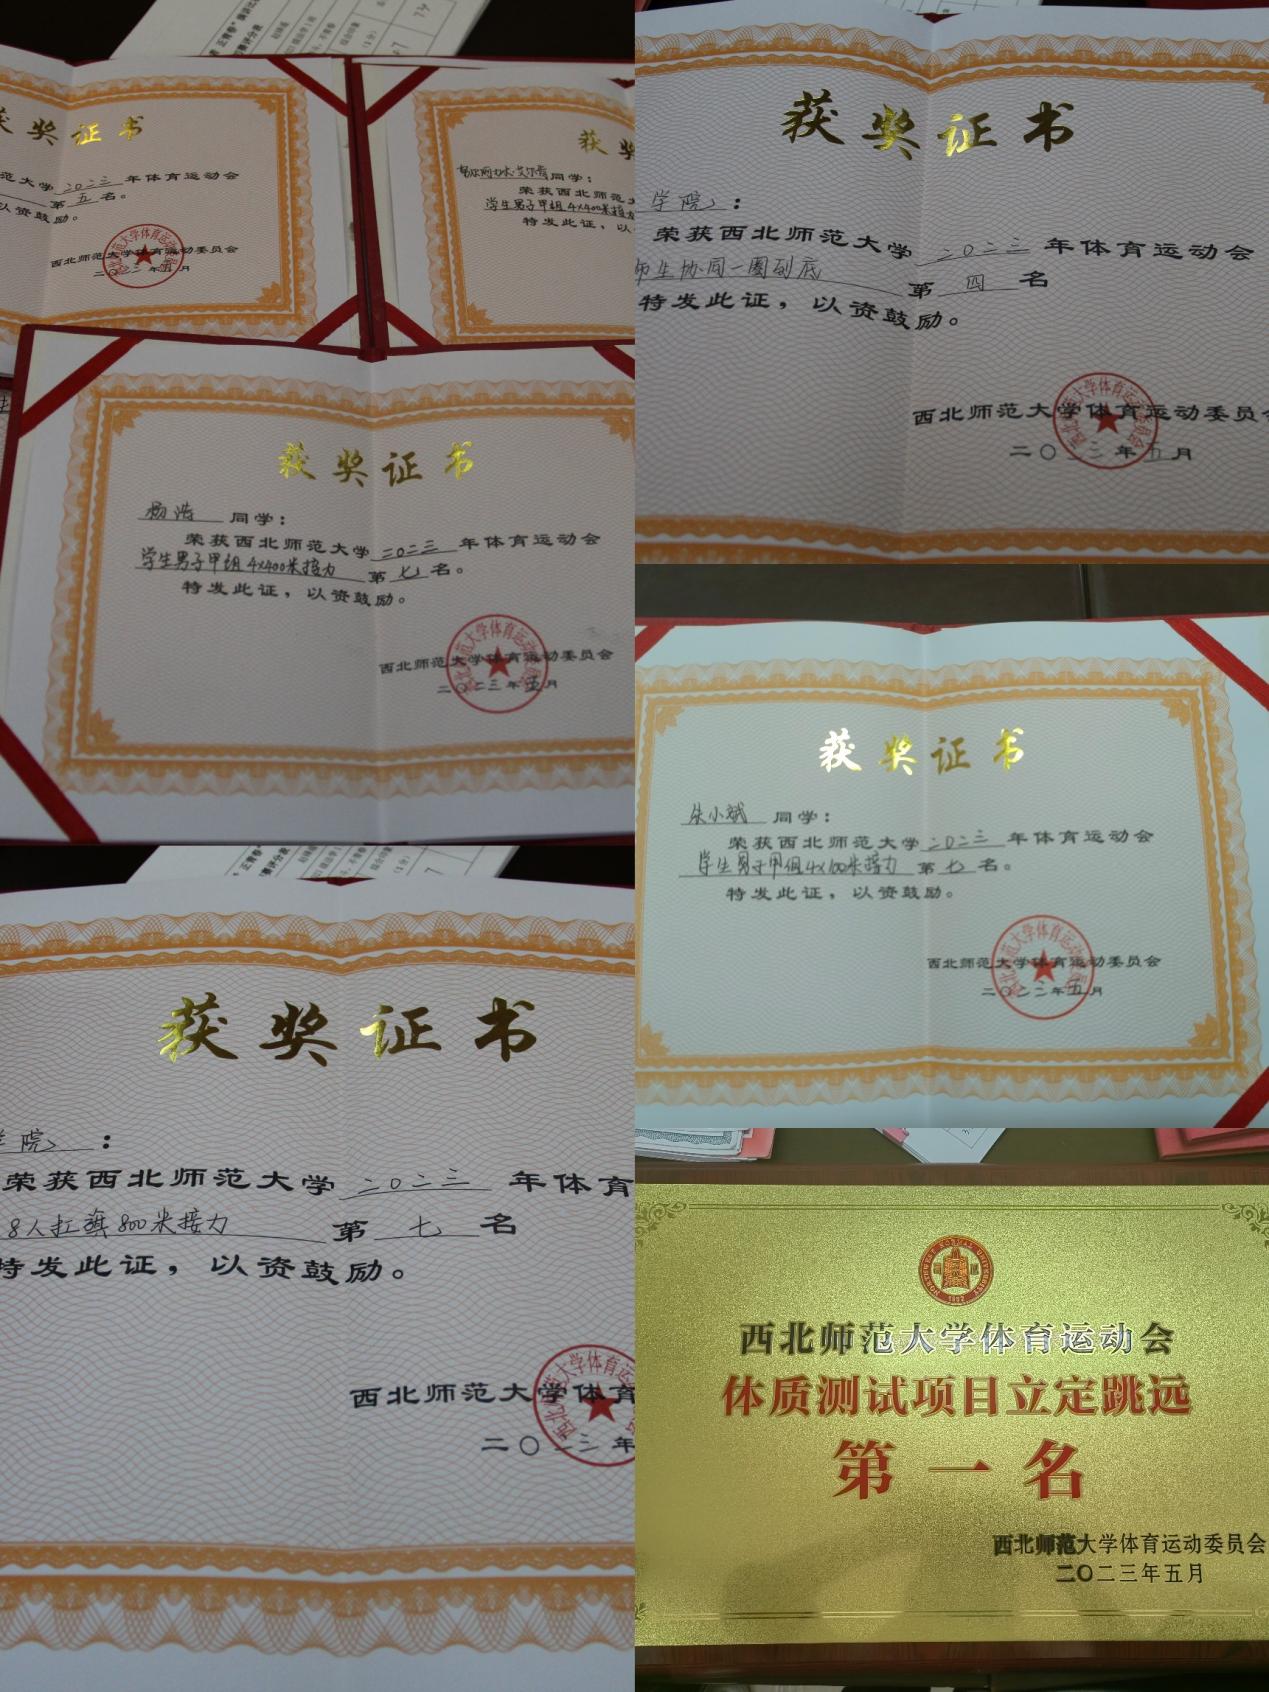 获奖证书
范大学二〇二三年体育运动会
第五名。
以资鼓励。
西北师范大学体育运动委员会
获奖
同学：
荣获西北师范
学生男子甲组4×400米接力
特发此证，以
获奖证书
杨浩同学：
荣获西北师范大学二〇二三年体育运动会
学生男子甲组4×400米接力第七名。
特发此证，以资鼓励。
西北师范大学体育运动委员会
二〇二三年五月
获奖证书
学院：
荣获西北师范大学二〇二三年体育运动会
师生协同一圈到底第四名
特发此证，以资鼓励。
西北师范大学体育运动委员会
二〇二三年五月
获奖证书
朱小斌同学：
荣获西北师范大学二〇二三年体育运动会
学生男子甲组4×100米接力第七名。
特发此证，以资鼓励。
西北师范大学体育运动委员会
二〇二三年五月
获奖证书
学院：
荣获西北师范大学二〇二三年体育
8人扛旗800米接力第七名
特发此证，以资鼓励。
西北师范大学体育
二〇二三年
NORTHWEST NORMAL UNIVERSITY
1902
西北师范大学体育运动会
体质测试项目立定跳远
第一名
西北师范大学体育运动委员会
二〇二三年五月